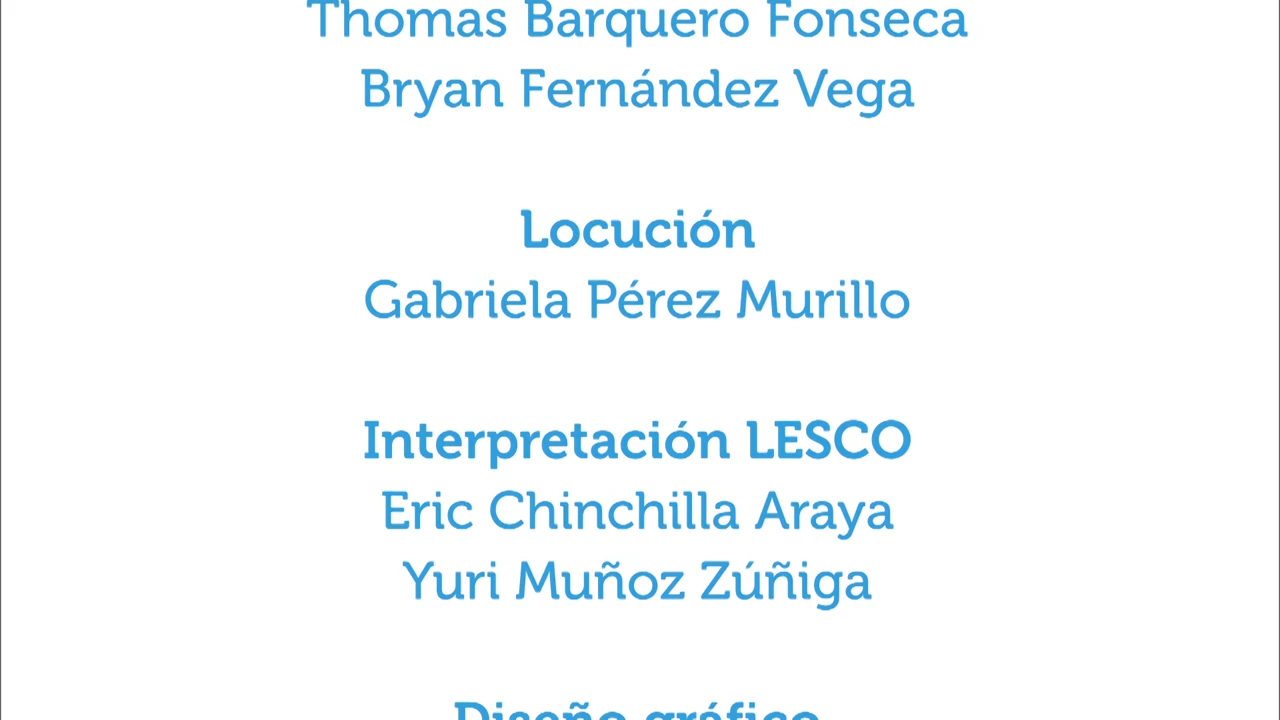 Thomas Barquero Fonseca
Bryan Fernández Vega
Locución
Gabriela Pérez Murillo
Interpretación LESCO
Eric Chinchilla Araya
Yuri Muñoz Zúñiga
Diseño gráfico